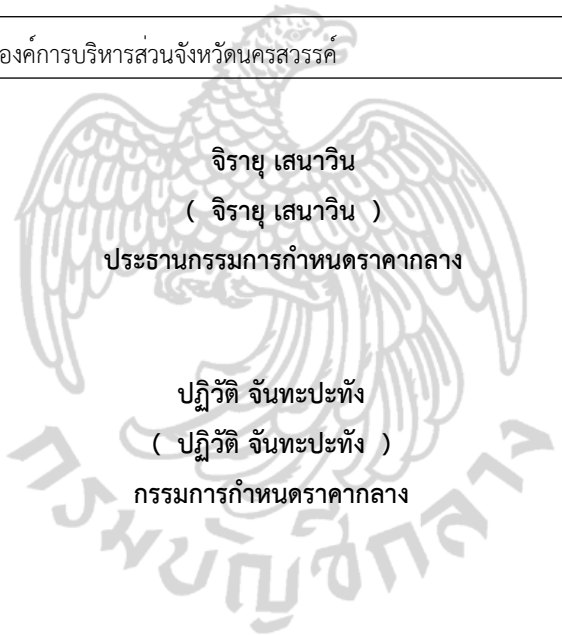 องค์การบริหารส่วนจังหวัดนครสวรรค์
จิรายุ เสนาวิน
( จิรายุ เสนาวิน )
ประธานกรรมการกำหนดราคากลาง
ปฏิวัติ จันทะปะทัง
( ปฏิวัติ จันทะปะทัง )
กรรมการกำหนดราคากลาง
กรมบัญชีกลาง